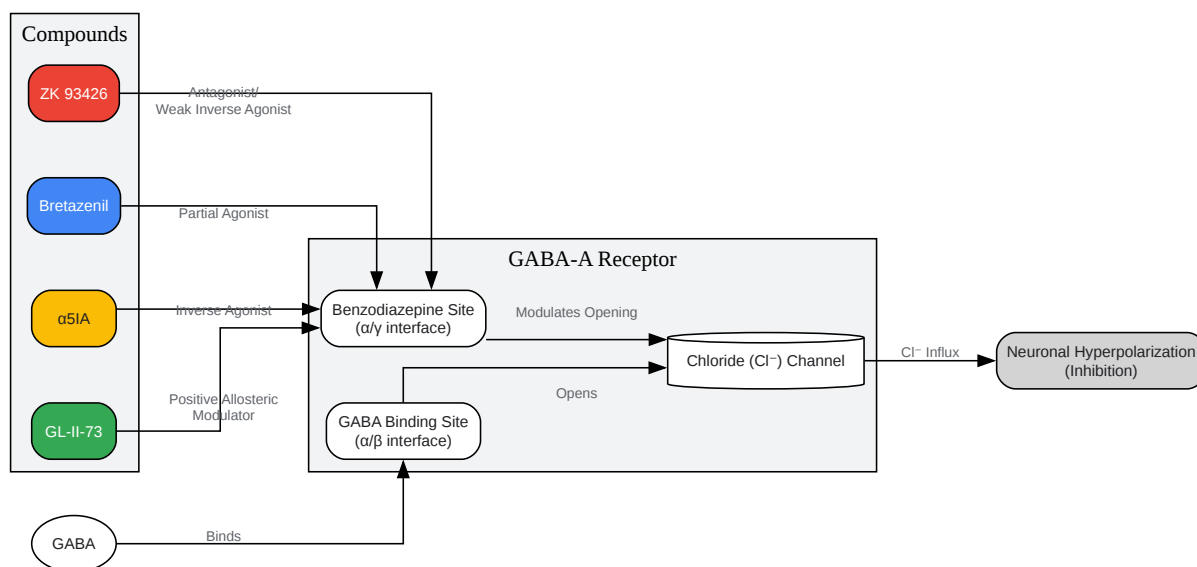 Compounds
ZK 93426
Antagonist/
Weak Inverse Agonist
Bretazenil
Partial Agonist
GABA-A Receptor
α5IA
Inverse Agonist
Benzodiazepine Site
(α/γ interface)
Modulates Opening
Chloride (Cl⁻) Channel
Cl⁻ Influx
Neuronal Hyperpolarization
(Inhibition)
Positive Allosteric
Modulator
GL-II-73
GABA Binding Site
(α/β interface)
Opens
GABA
Binds